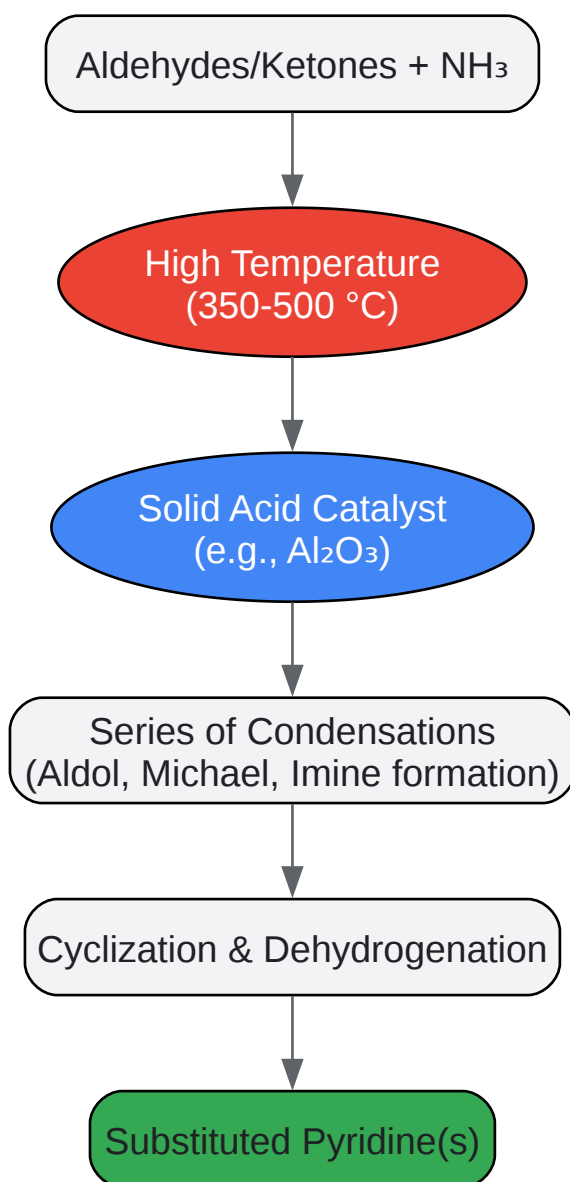 Aldehydes/Ketones + NH₃
High Temperature
(350-500 °C)
Solid Acid Catalyst
(e.g., Al₂O₃)
Series of Condensations
(Aldol, Michael, Imine formation)
Cyclization & Dehydrogenation
Substituted Pyridine(s)